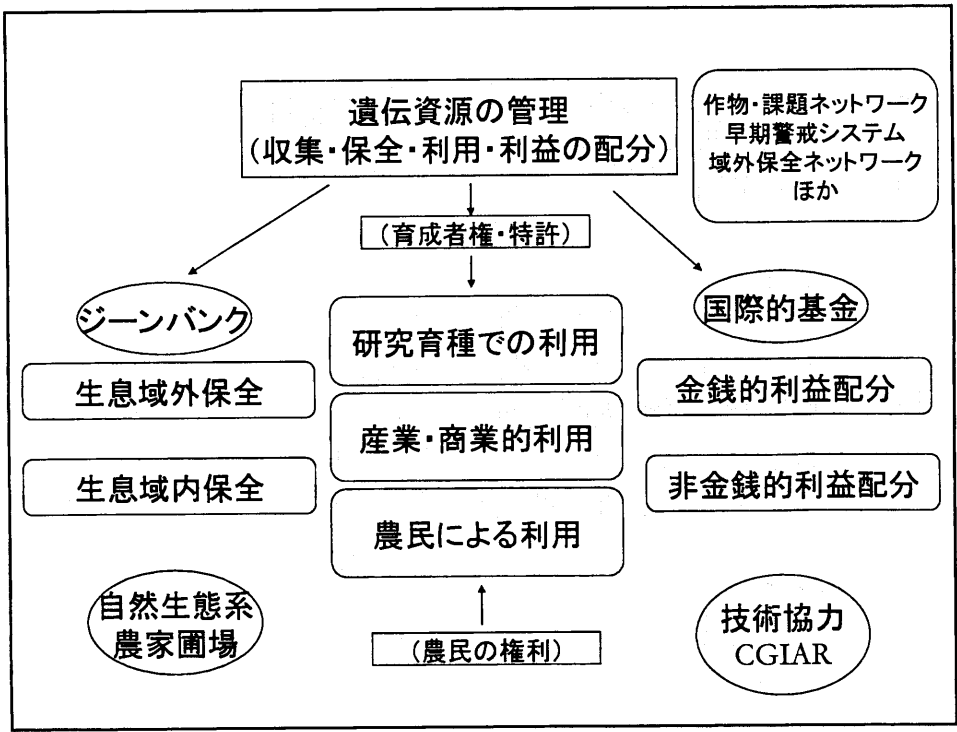 遺伝資源の管理
(収集・保全・利用・利益の配分)
作物・課題ネットワーク
早期警戒システム
域外保全ネットワーク
ほか
(育成者権・特許)
ジーンバンク
国際的基金
研究育種での利用
生息域外保全
金銭的利益配分
産業・商業的利用
生息域内保全
非金銭的利益配分
農民による利用
自然生態系
農家圃場
(農民の権利)
技術協力
CGIAR